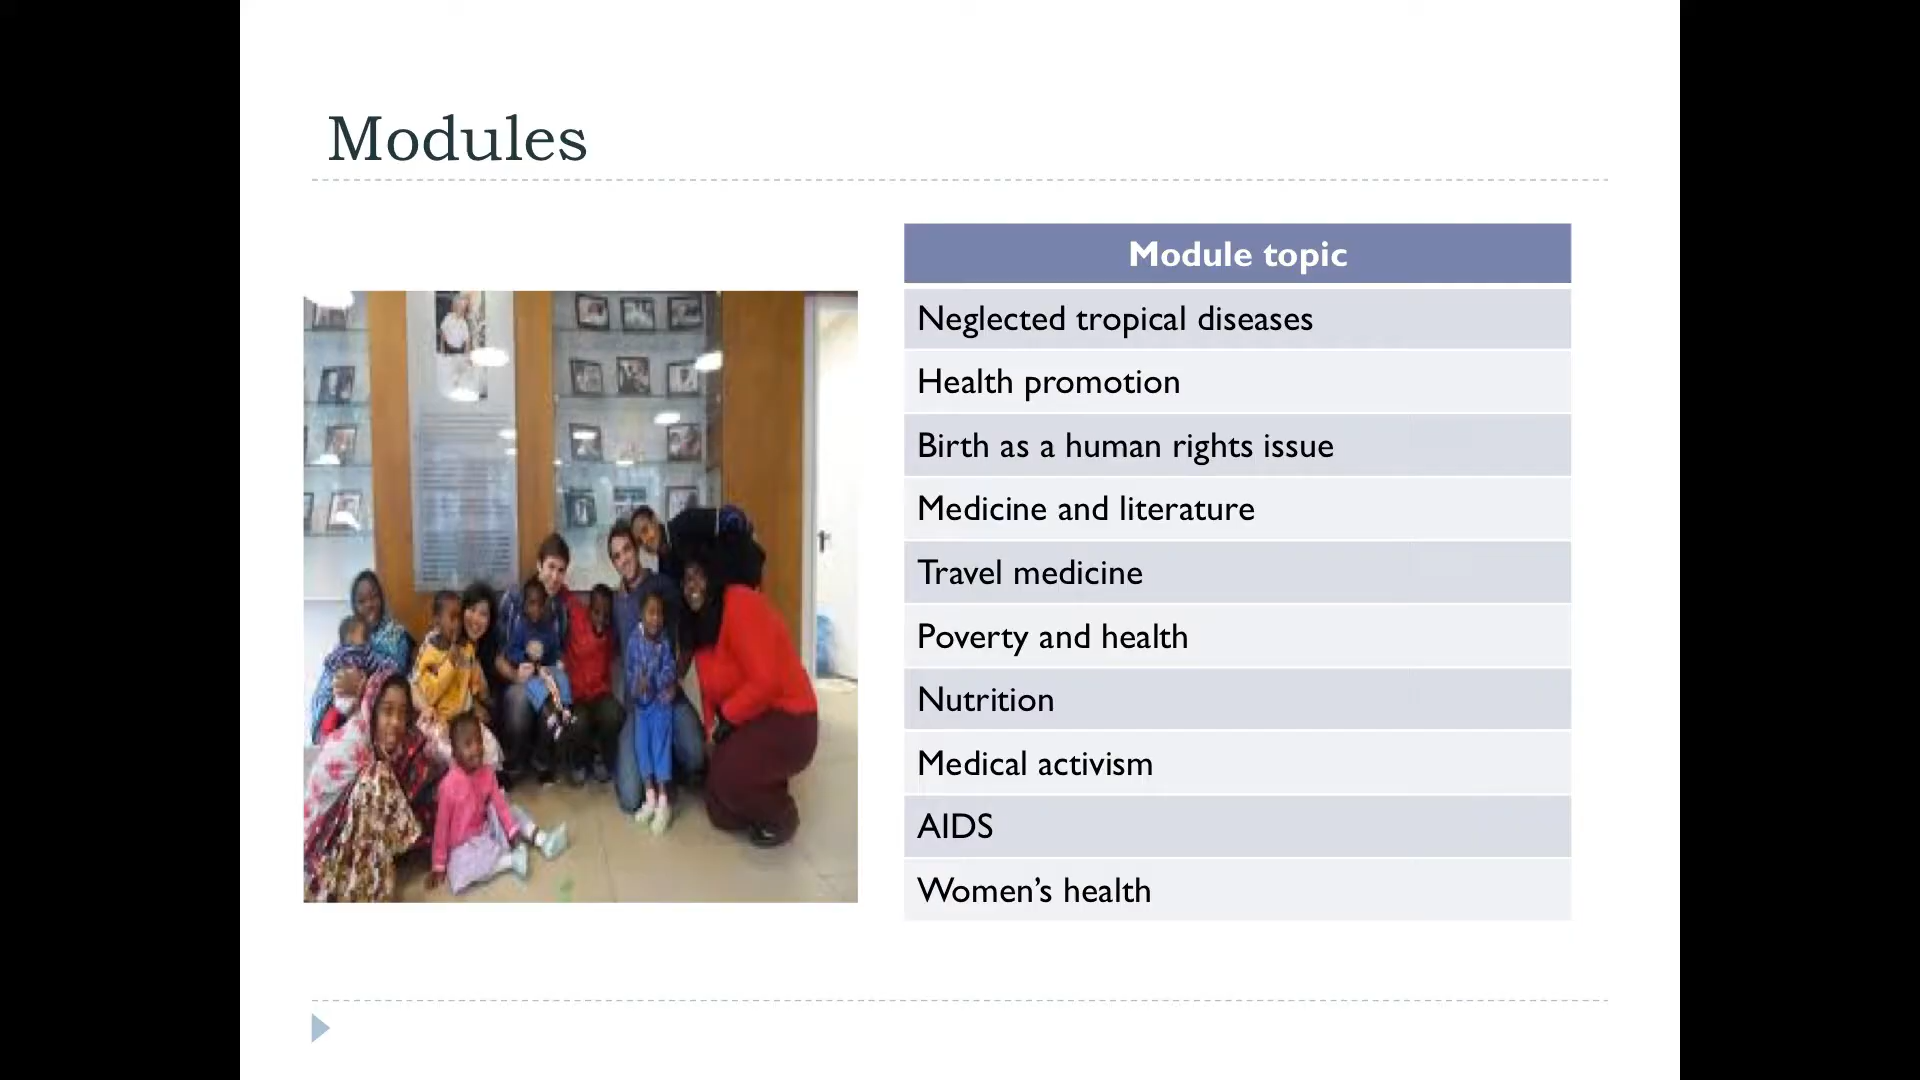 Modules
Module topic
Neglected tropical diseases
Health promotion
Birth as a human rights issue
Medicine and literature
Travel medicine
Poverty and health
Nutrition
Medical activism
AIDS
Women’s health